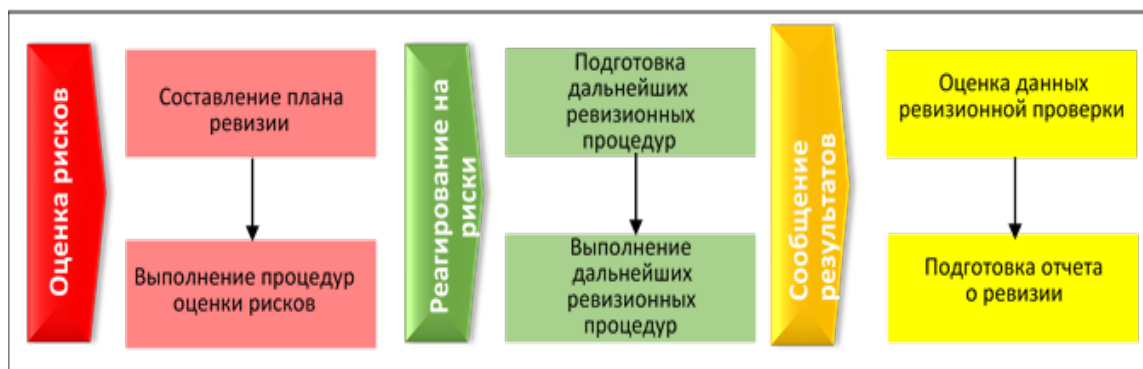 Оценка рисков
Составление плана
ревизии
Выполнение процедур
оценки рисков
Реагирование на
риски
Подготовка
дальнейших
ревизионных
процедур
Выполнение
дальнейших
ревизионных
процедур
Сообщение
результатов
Оценка данных
ревизионной проверки
Подготовка отчета
о ревизии